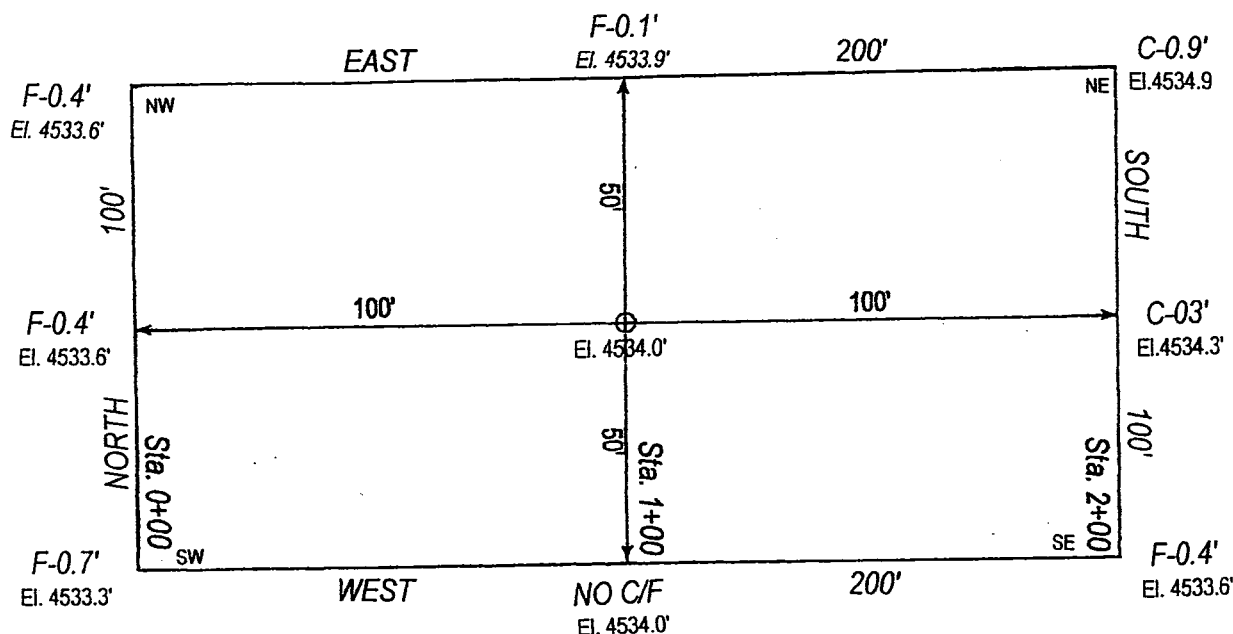 F-0.1'
El. 4533.9'
EAST
200'
C-0.9'
El.4534.9
F-0.4'
El. 4533.6'
NW
NE
100'
50'
SOUTH
F-0.4'
El. 4533.6'
100'
100'
El. 4534.0'
C-03'
El.4534.3'
NORTH
Sta. 0+00
50'
Sta. 1+00
Sta. 2+00
100'
SW
SE
F-0.7'
El. 4533.3'
WEST
NO C/F
El. 4534.0'
200'
F-0.4'
El. 4533.6'